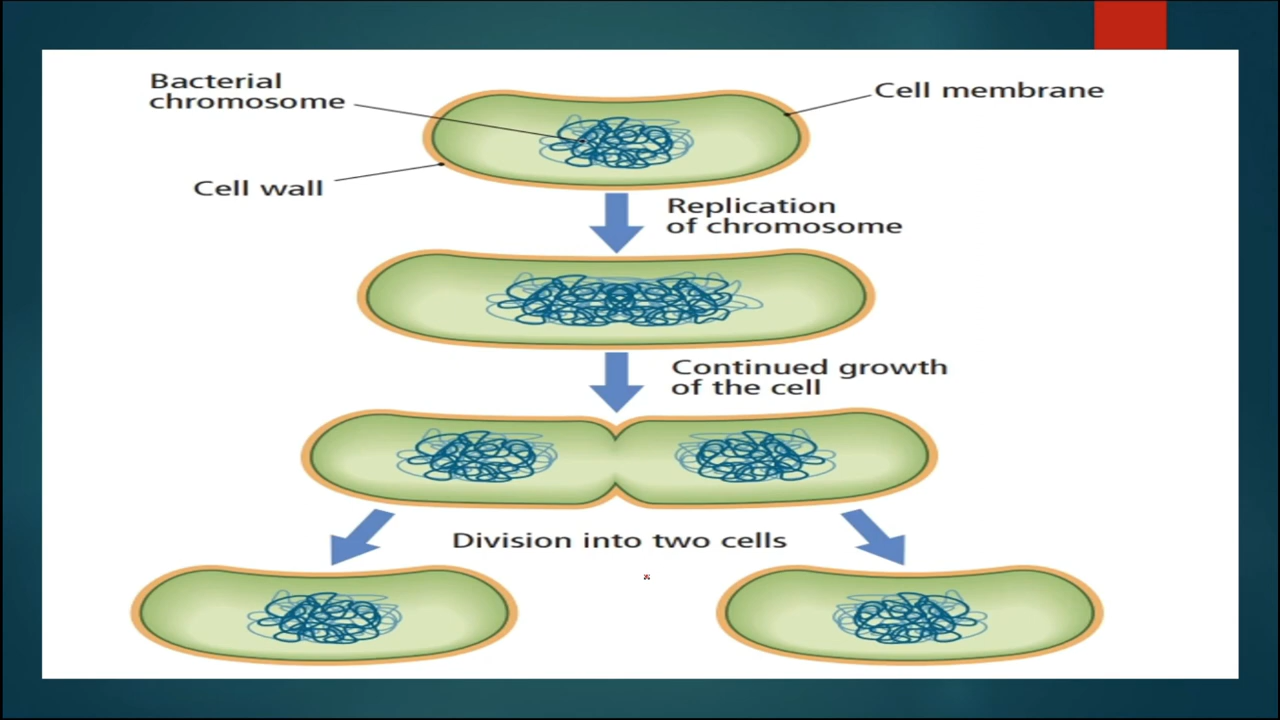 Bacterial
chromosome
Cell membrane
Cell wall
Replication
of chromosome
Continued growth
of the cell
Division into two cells